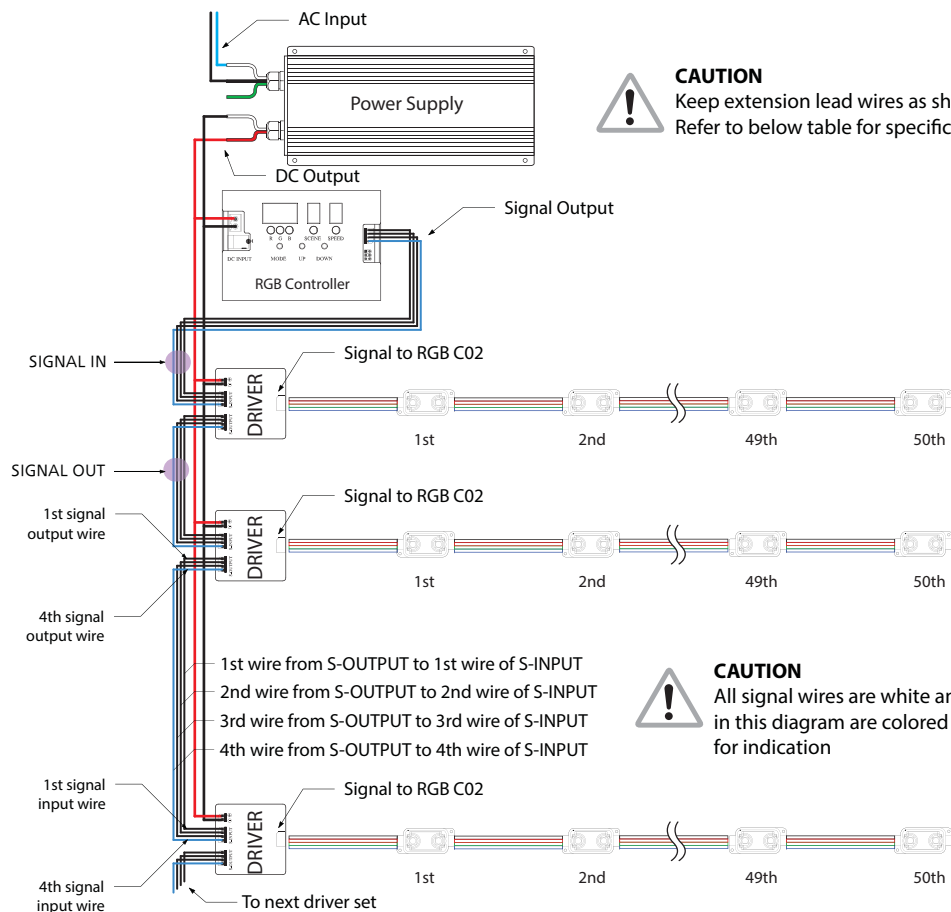 AC Input
Power Supply
CAUTION
Keep extension lead wires as sh
Refer to below table for specific
DC Output
Signal Output
R G B SCENE SPEED
DC INPUT MODE UP DOWN
RGB Controller
SIGNAL IN
Signal to RGB C02
DRIVER
1st 2nd 49th 50th
SIGNAL OUT
1st signal
output wire
Signal to RGB C02
DRIVER
1st 2nd 49th 50th
4th signal
output wire
1st wire from S-OUTPUT to 1st wire of S-INPUT
2nd wire from S-OUTPUT to 2nd wire of S-INPUT
3rd wire from S-OUTPUT to 3rd wire of S-INPUT
4th wire from S-OUTPUT to 4th wire of S-INPUT
CAUTION
All signal wires are white an
in this diagram are colored
for indication
1st signal
input wire
Signal to RGB C02
DRIVER
1st 2nd 49th 50th
4th signal
input wire
To next driver set